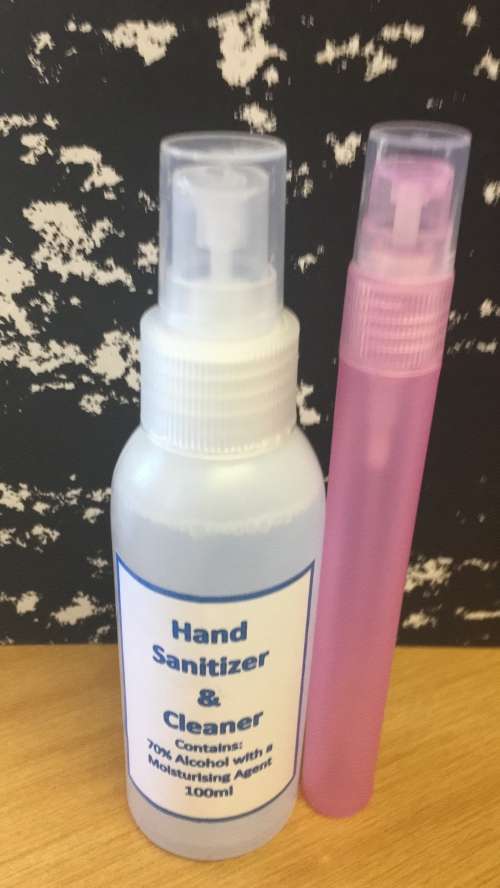 Hand
Sanitizer
&
Cleaner
Contains:
70% Alcohol with a
Moisturising Agent
100ml